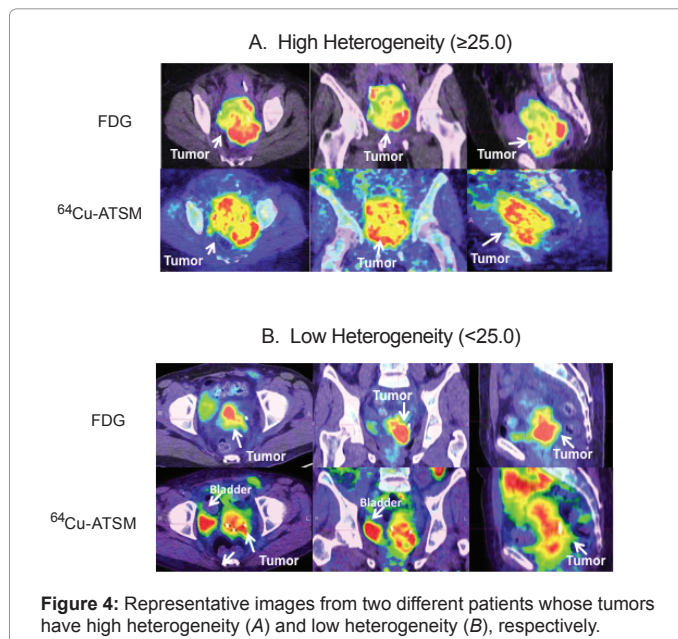 A. High Heterogeneity (≥25.0)
FDG
Tumor
Tumor
Tumor
⁶⁴Cu-ATSM
Tumor
Tumor
Tumor
B. Low Heterogeneity (<25.0)
FDG
Tumor
Tumor
Tumor
⁶⁴Cu-ATSM
Bladder
Bladder
Tumor
Tumor
Figure 4: Representative images from two different patients whose tumors
have high heterogeneity (A) and low heterogeneity (B), respectively.